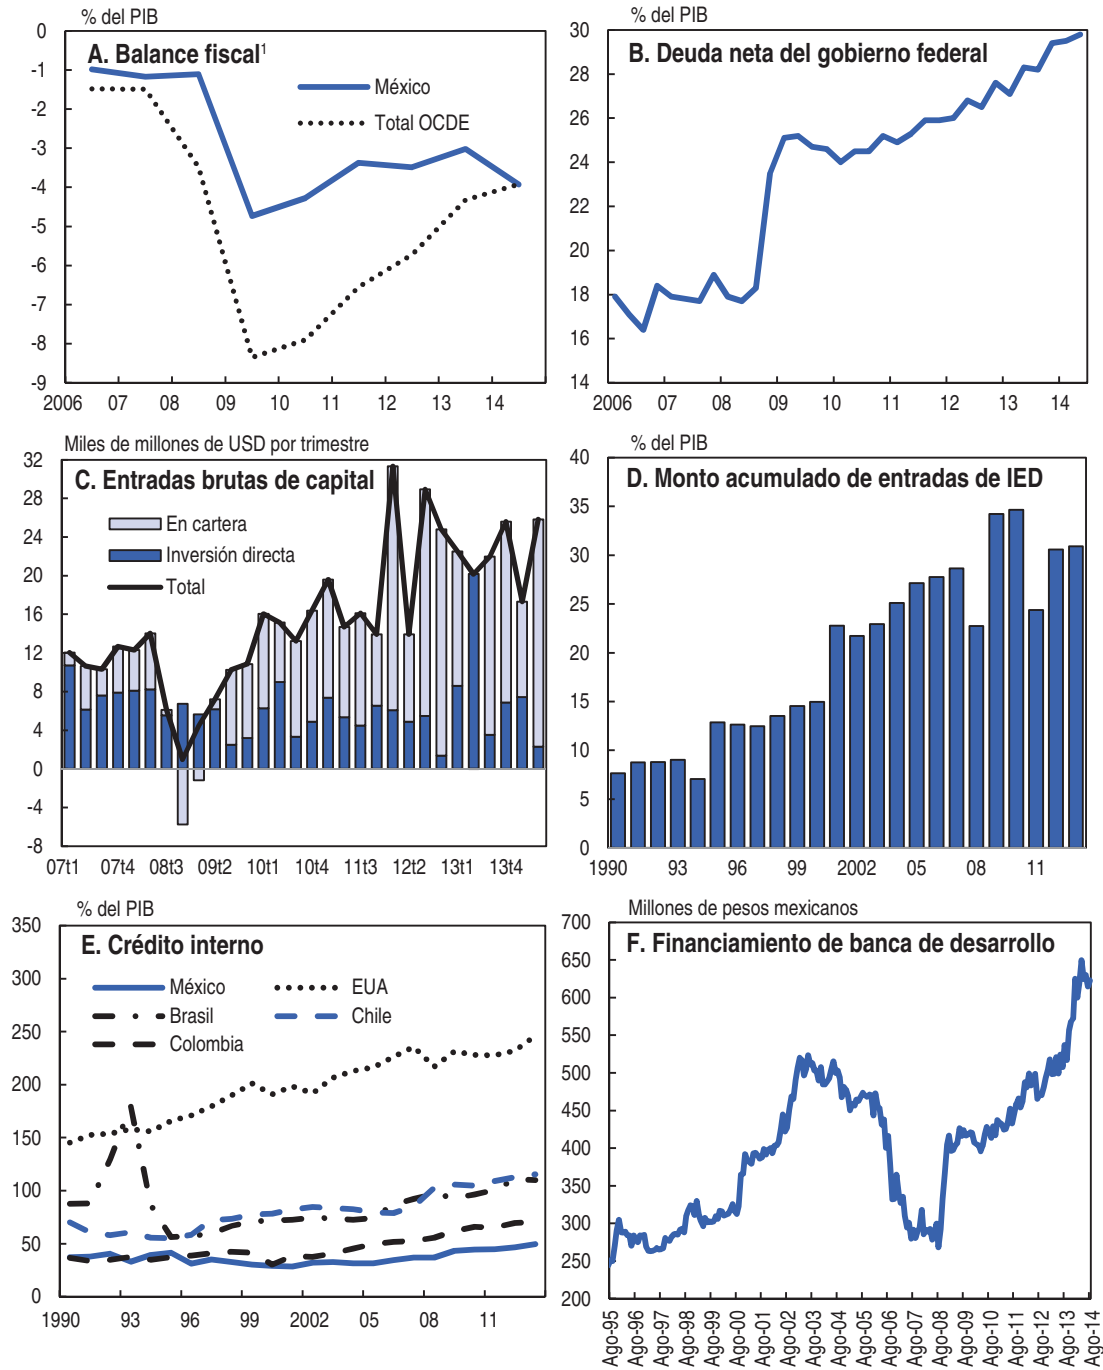 % del PIB
A. Balance fiscal¹
México
Total OCDE
0
-1
-2
-3
-4
-5
-6
-7
-8
-9
2006 07 08 09 10 11 12 13 14
% del PIB
B. Deuda neta del gobierno federal
30
28
26
24
22
20
18
16
14
2006 07 08 09 10 11 12 13 14
Miles de millones de USD por trimestre
C. Entradas brutas de capital
En cartera
Inversión directa
Total
32
28
24
20
16
12
8
4
0
-4
-8
07t1 07t4 08t3 09t2 10t1 10t4 11t3 12t2 13t1 13t4
% del PIB
D. Monto acumulado de entradas de IED
40
35
30
25
20
15
10
5
0
1990 93 96 99 2002 05 08 11
% del PIB
E. Crédito interno
México EUA
Brasil Chile
Colombia
350
300
250
200
150
100
50
0
1990 93 96 99 2002 05 08 11
Millones de pesos mexicanos
F. Financiamiento de banca de desarrollo
700
650
600
550
500
450
400
350
300
250
200
Ago-95
Ago-96
Ago-97
Ago-98
Ago-99
Ago-00
Ago-01
Ago-02
Ago-03
Ago-04
Ago-05
Ago-06
Ago-07
Ago-08
Ago-09
Ago-10
Ago-11
Ago-12
Ago-13
Ago-14